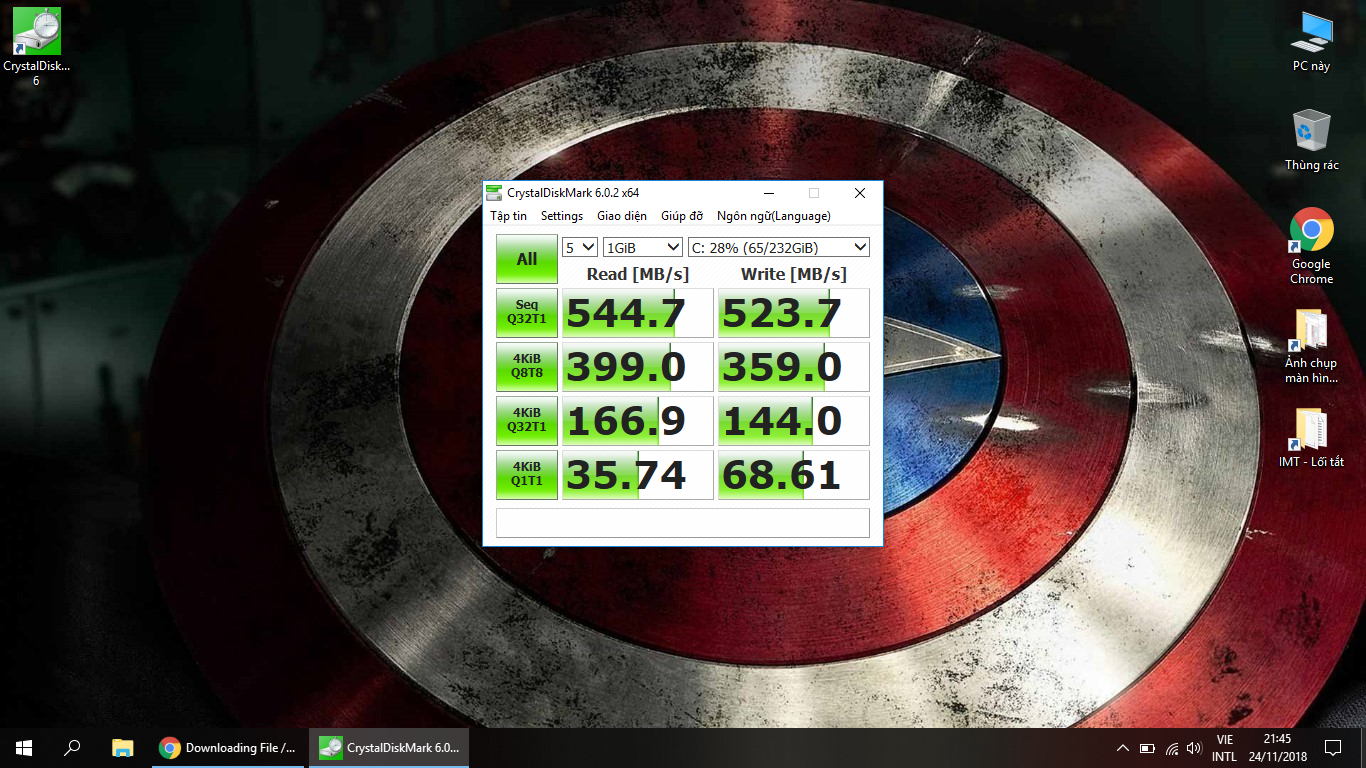 CrystalDisk...
6
PC này
Thùng rác
Google
Chrome
Ảnh chụp
màn hìn...
IMT - Lối tắt
CrystalDiskMark 6.0.2 x64
Tập tin Settings Giao diện Giúp đỡ Ngôn ngữ(Language)
All 5 1GiB C: 28% (65/232GiB)
Read [MB/s] Write [MB/s]
Seq
Q32T1 544.7 523.7
4KiB
Q8T8 399.0 359.0
4KiB
Q32T1 166.9 144.0
4KiB
Q1T1 35.74 68.61
Downloading File /... CrystalDiskMark 6.0...
VIE 21:45
INTL 24/11/2018